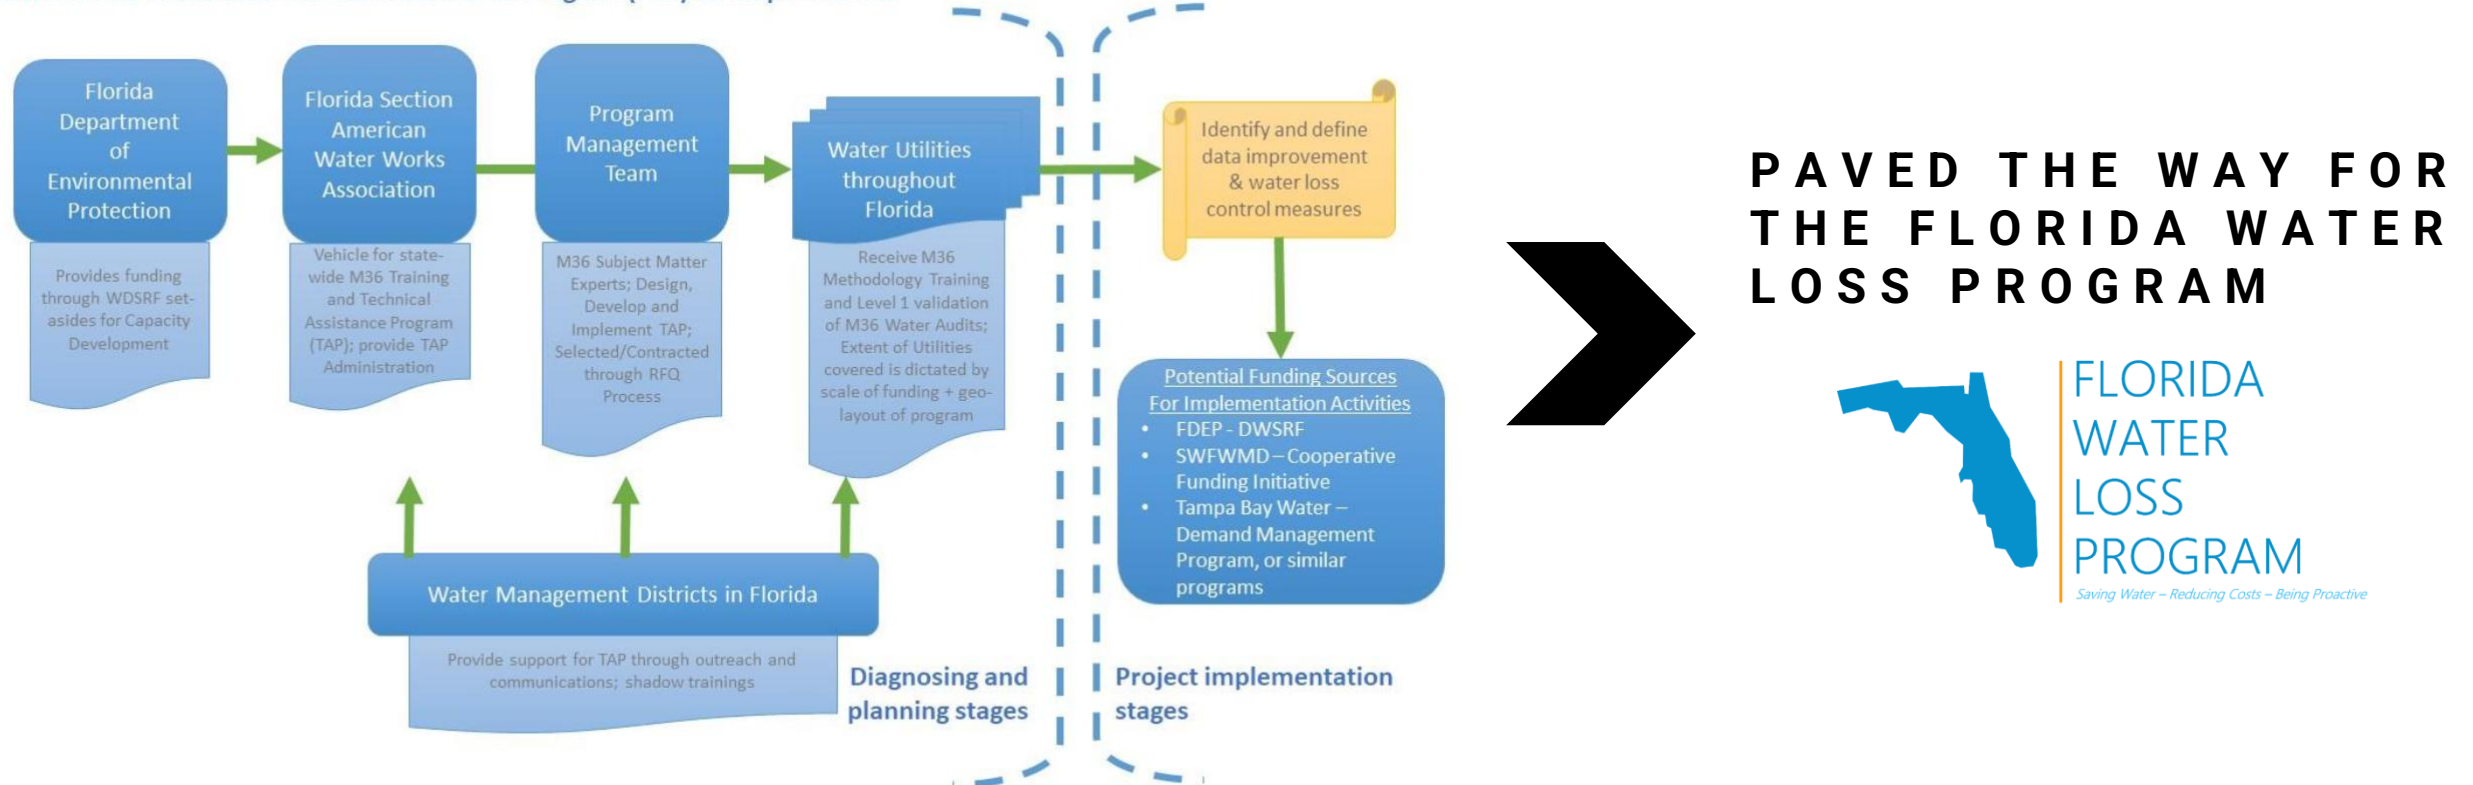 Florida
Department
of
Environmental
Protection
Provides funding
through WDSRF set-
asides for Capacity
Development
Florida Section
American
Water Works
Association
Vehicle for state-
wide M36 Training
and Technical
Assistance Program
(TAP); provide TAP
Administration
Program
Management
Team
M36 Subject Matter
Experts; Design,
Develop and
Implement TAP;
Selected/Contracted
through RFQ
Process
Water Utilities
throughout
Florida
Receive M36
Methodology Training
and Level 1 validation
of M36 Water Audits;
Extent of Utilities
covered is dictated by
scale of funding + geo-
layout of program
Water Management Districts in Florida
Provide support for TAP through outreach and
communications; shadow trainings
Diagnosing and
planning stages
Identify and define
data improvement
& water loss
control measures
Potential Funding Sources
For Implementation Activities
• FDEP - DWSRF
• SWFWMD – Cooperative
Funding Initiative
• Tampa Bay Water –
Demand Management
Program, or similar
programs
Project implementation
stages
PAVED THE WAY FOR
THE FLORIDA WATER
LOSS PROGRAM
FLORIDA
WATER
LOSS
PROGRAM
Saving Water – Reducing Costs – Being Proactive